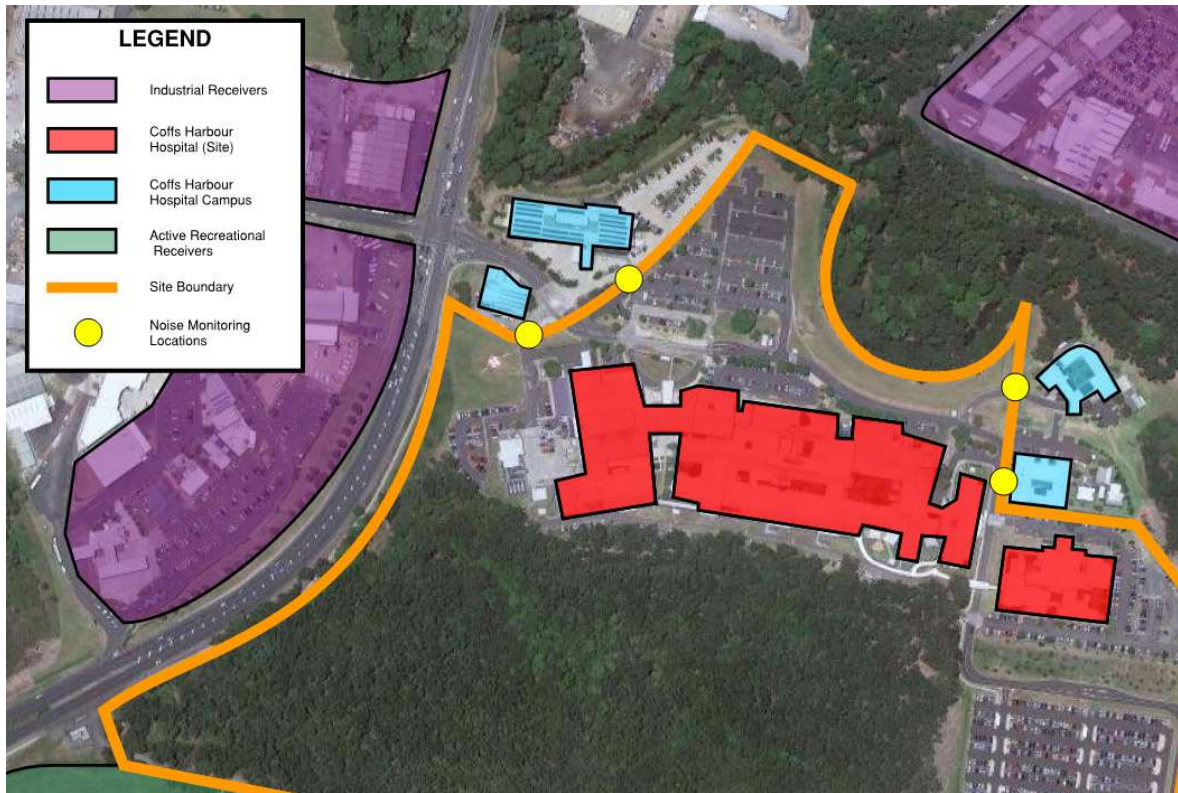 LEGEND
Industrial Receivers
Coffs Harbour
Hospital (Site)
Coffs Harbour
Hospital Campus
Active Recreational
Receivers
Site Boundary
Noise Monitoring
Locations